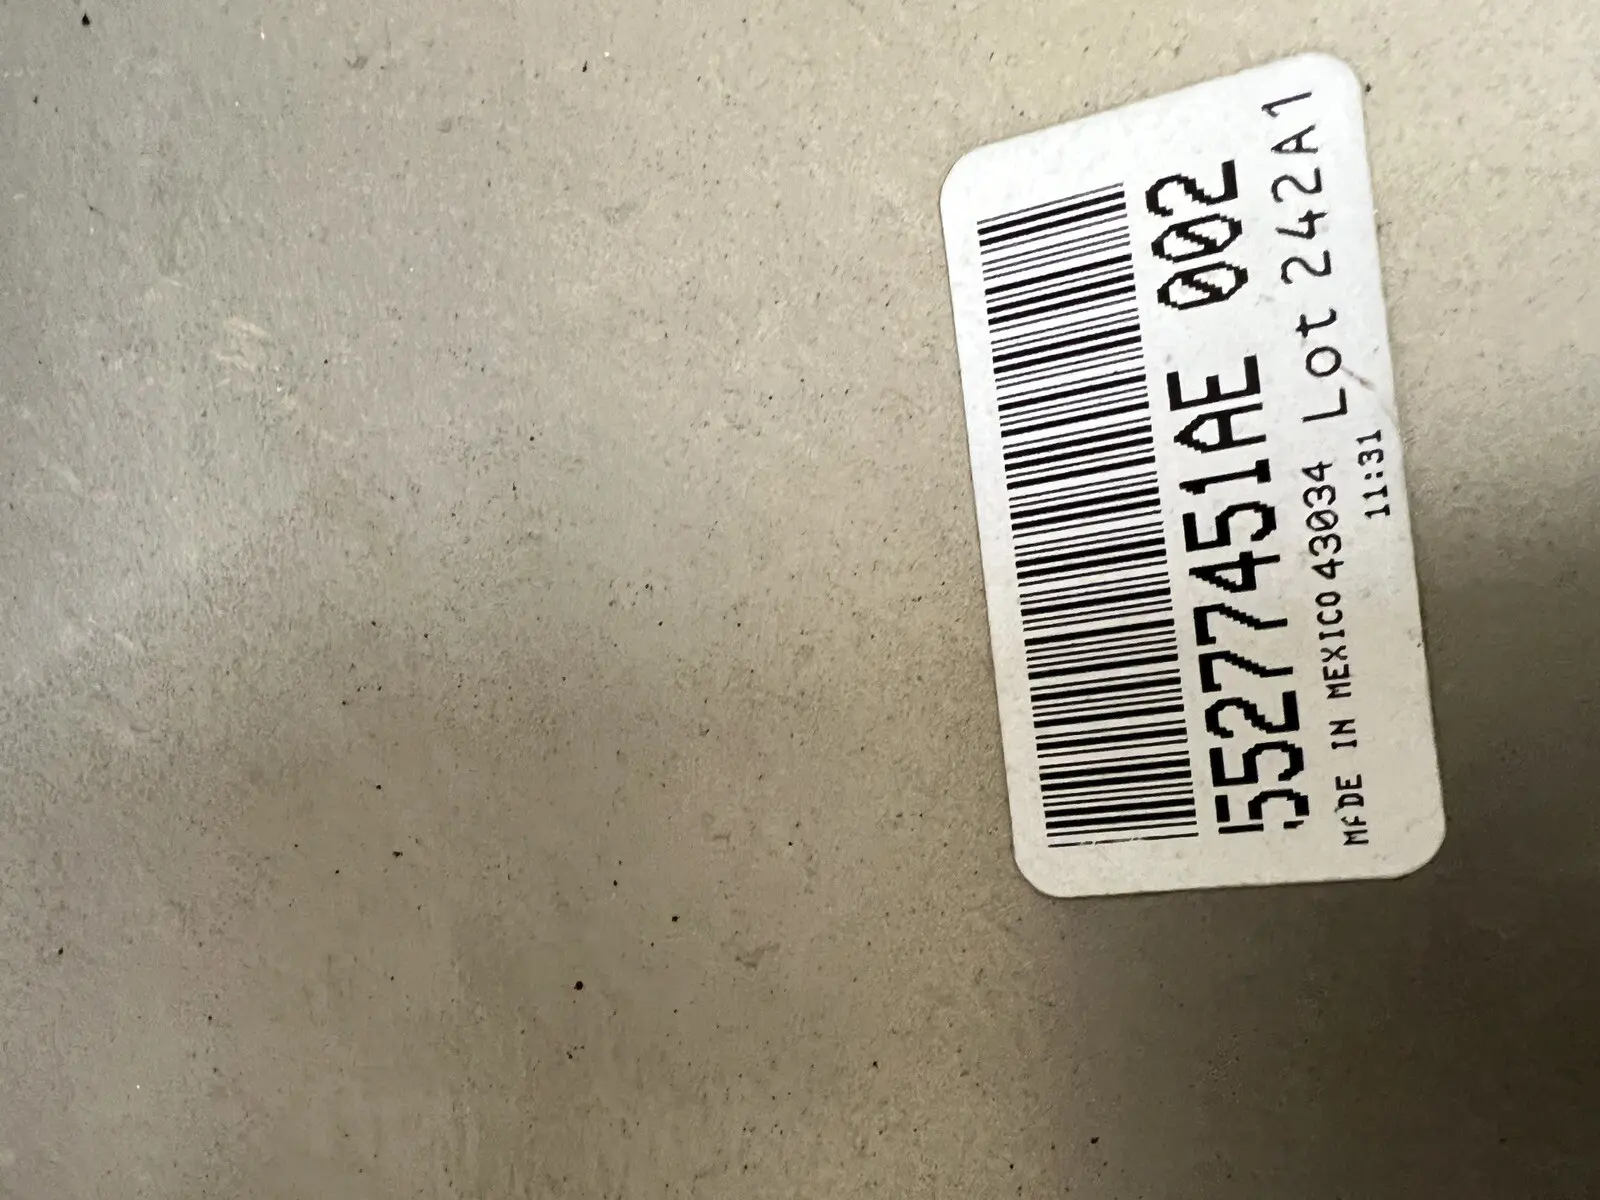 55277451AE 002
MADE IN MEXICO 43034 Lot 242A1
11:31